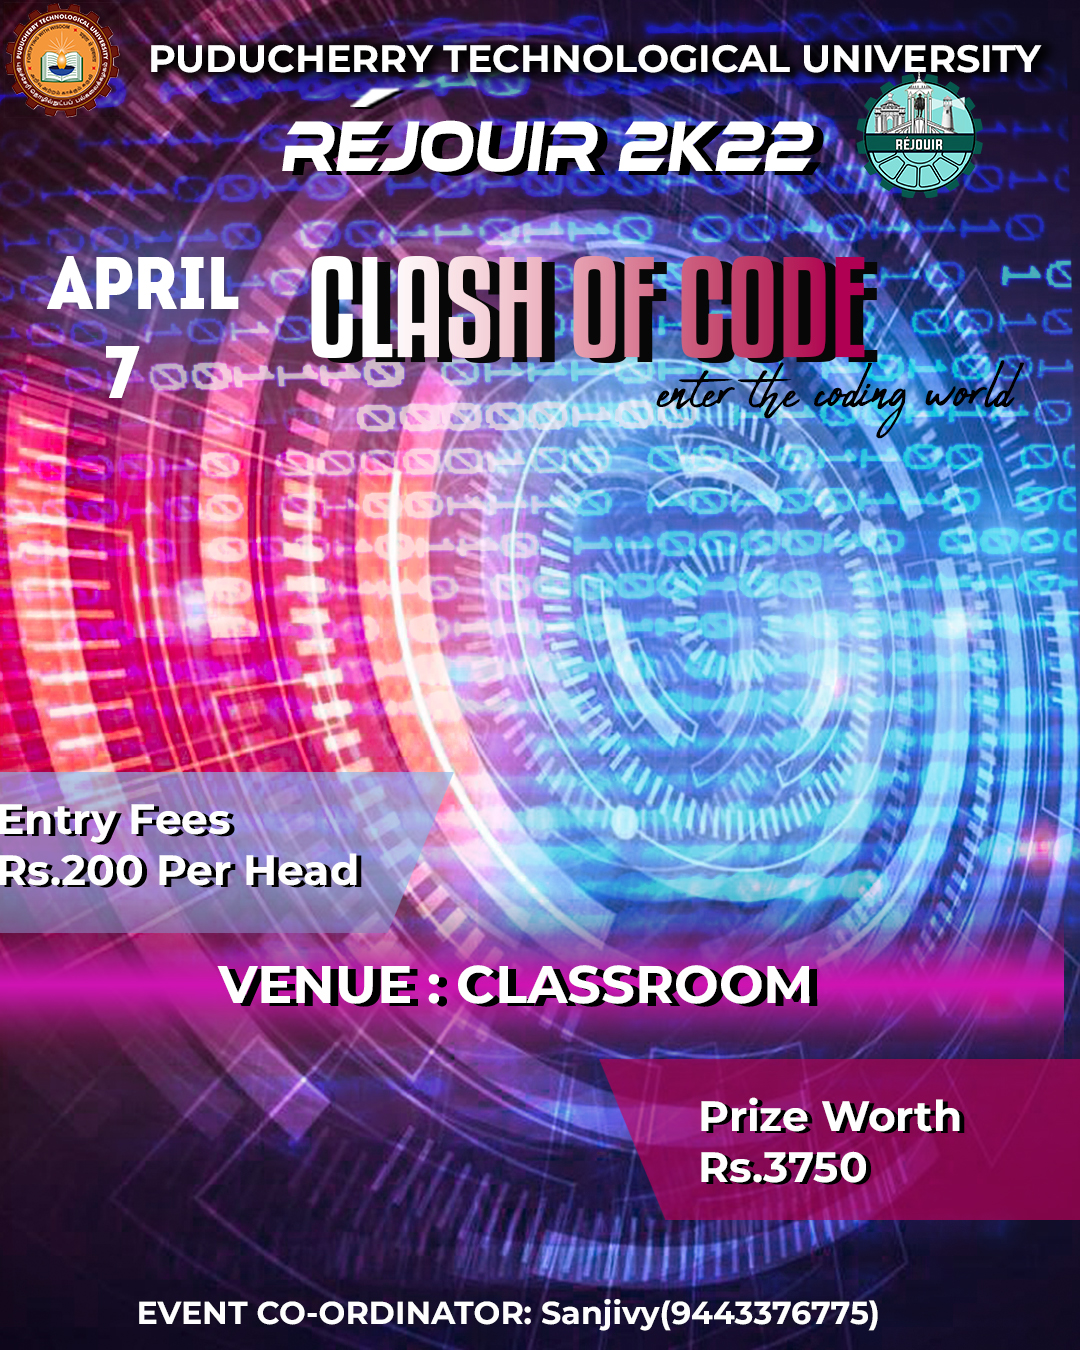 PUDUCHERRY TECHNOLOGICAL UNIVERSITY
RÉJOUIR 2K22
RÉJOUIR
APRIL
7
CLASH OF CODE
enter the coding world
Entry Fees
Rs.200 Per Head
VENUE : CLASSROOM
Prize Worth
Rs.3750
EVENT CO-ORDINATOR: Sanjivy(9443376775)